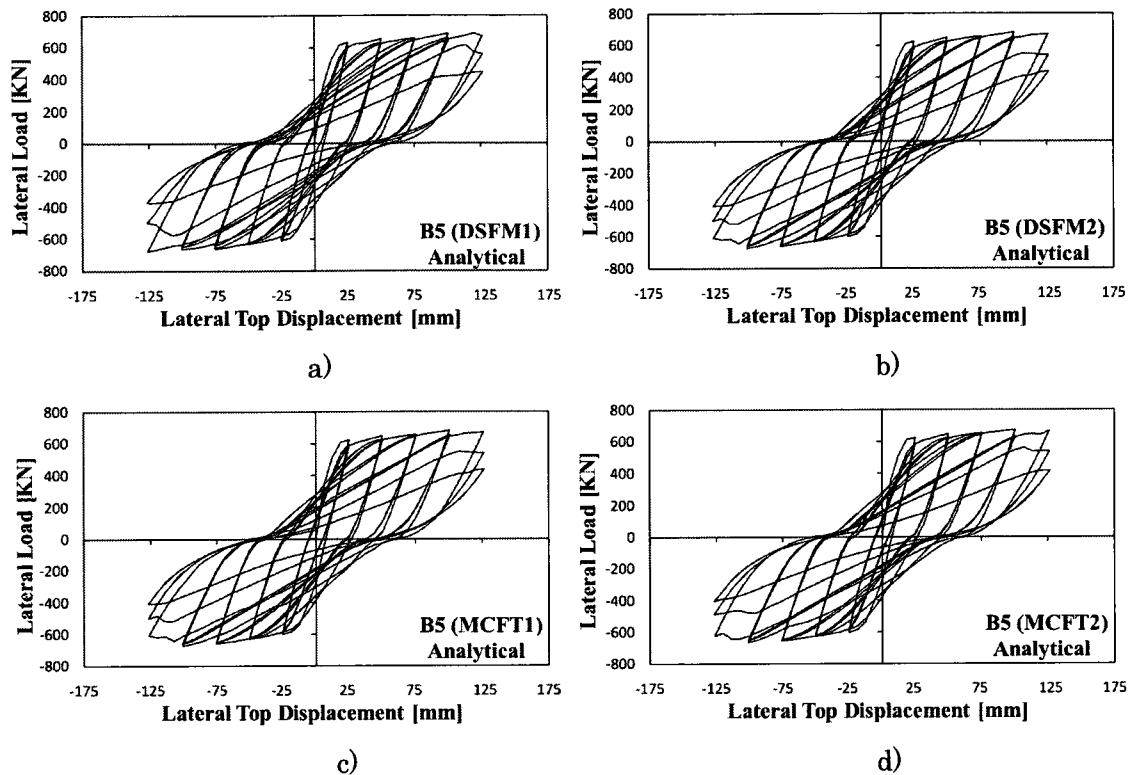 800
600
400
200
0
-200
-400
-600
-800
Lateral Load [KN]
B5 (DSFM1)
Analytical
-175 -125 -75 -25 25 75 125 175
Lateral Top Displacement [mm]
a)
800
600
400
200
0
-200
-400
-600
-800
Lateral Load [KN]
B5 (DSFM2)
Analytical
-175 -125 -75 -25 25 75 125 175
Lateral Top Displacement [mm]
b)
800
600
400
200
0
-200
-400
-600
-800
Lateral Load [KN]
B5 (MCFT1)
Analytical
-175 -125 -75 -25 25 75 125 175
Lateral Top Displacement [mm]
c)
800
600
400
200
0
-200
-400
-600
-800
Lateral Load [KN]
B5 (MCFT2)
Analytical
-175 -125 -75 -25 25 75 125 175
Lateral Top Displacement [mm]
d)